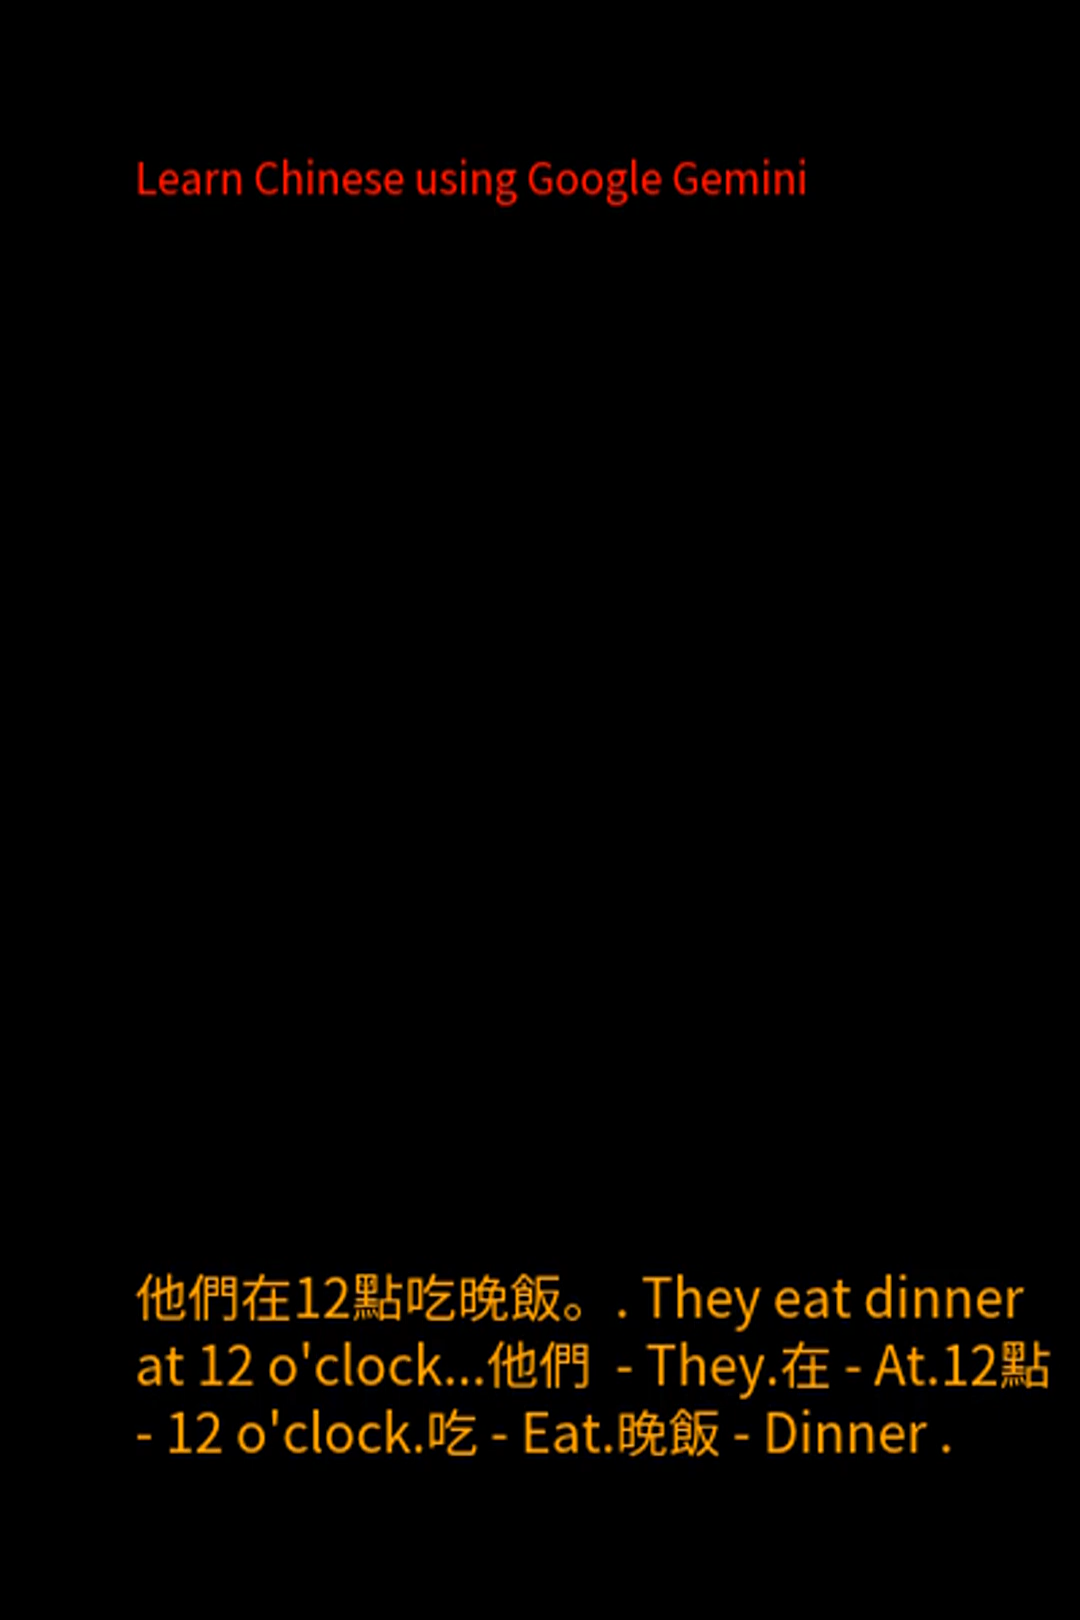 Learn Chinese using Google Gemini
他們在12點吃晚飯。. They eat dinner
at 12 o'clock...他們 - They.在 - At.12點
- 12 o'clock.吃 - Eat.晚飯 - Dinner .